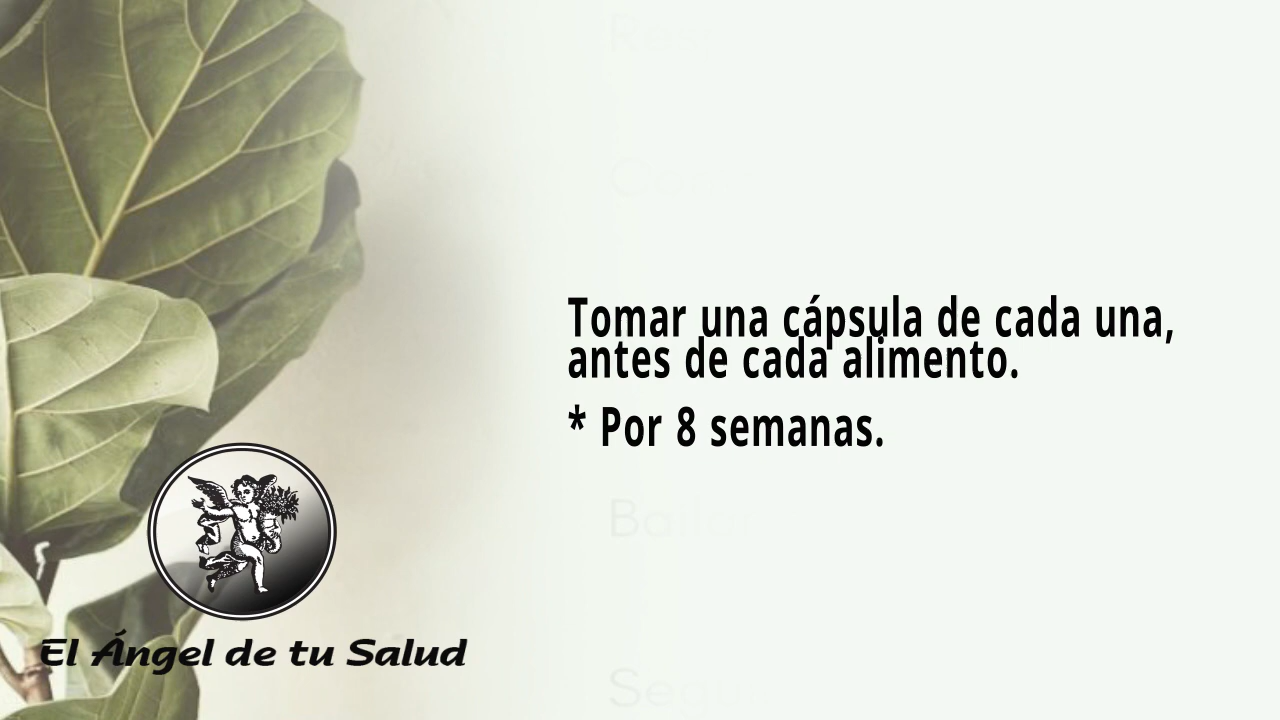 Tomar una cápsula de cada una,
antes de cada alimento.
* Por 8 semanas.
El Ángel de tu Salud